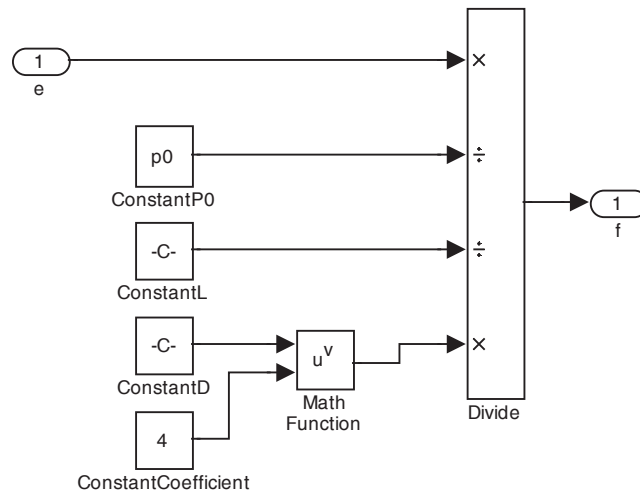 1
e
×
p0
ConstantP0
÷
1
f
-C-
ConstantL
÷
-C-
ConstantD
u^v
Math
Function
×
Divide
4
ConstantCoefficient